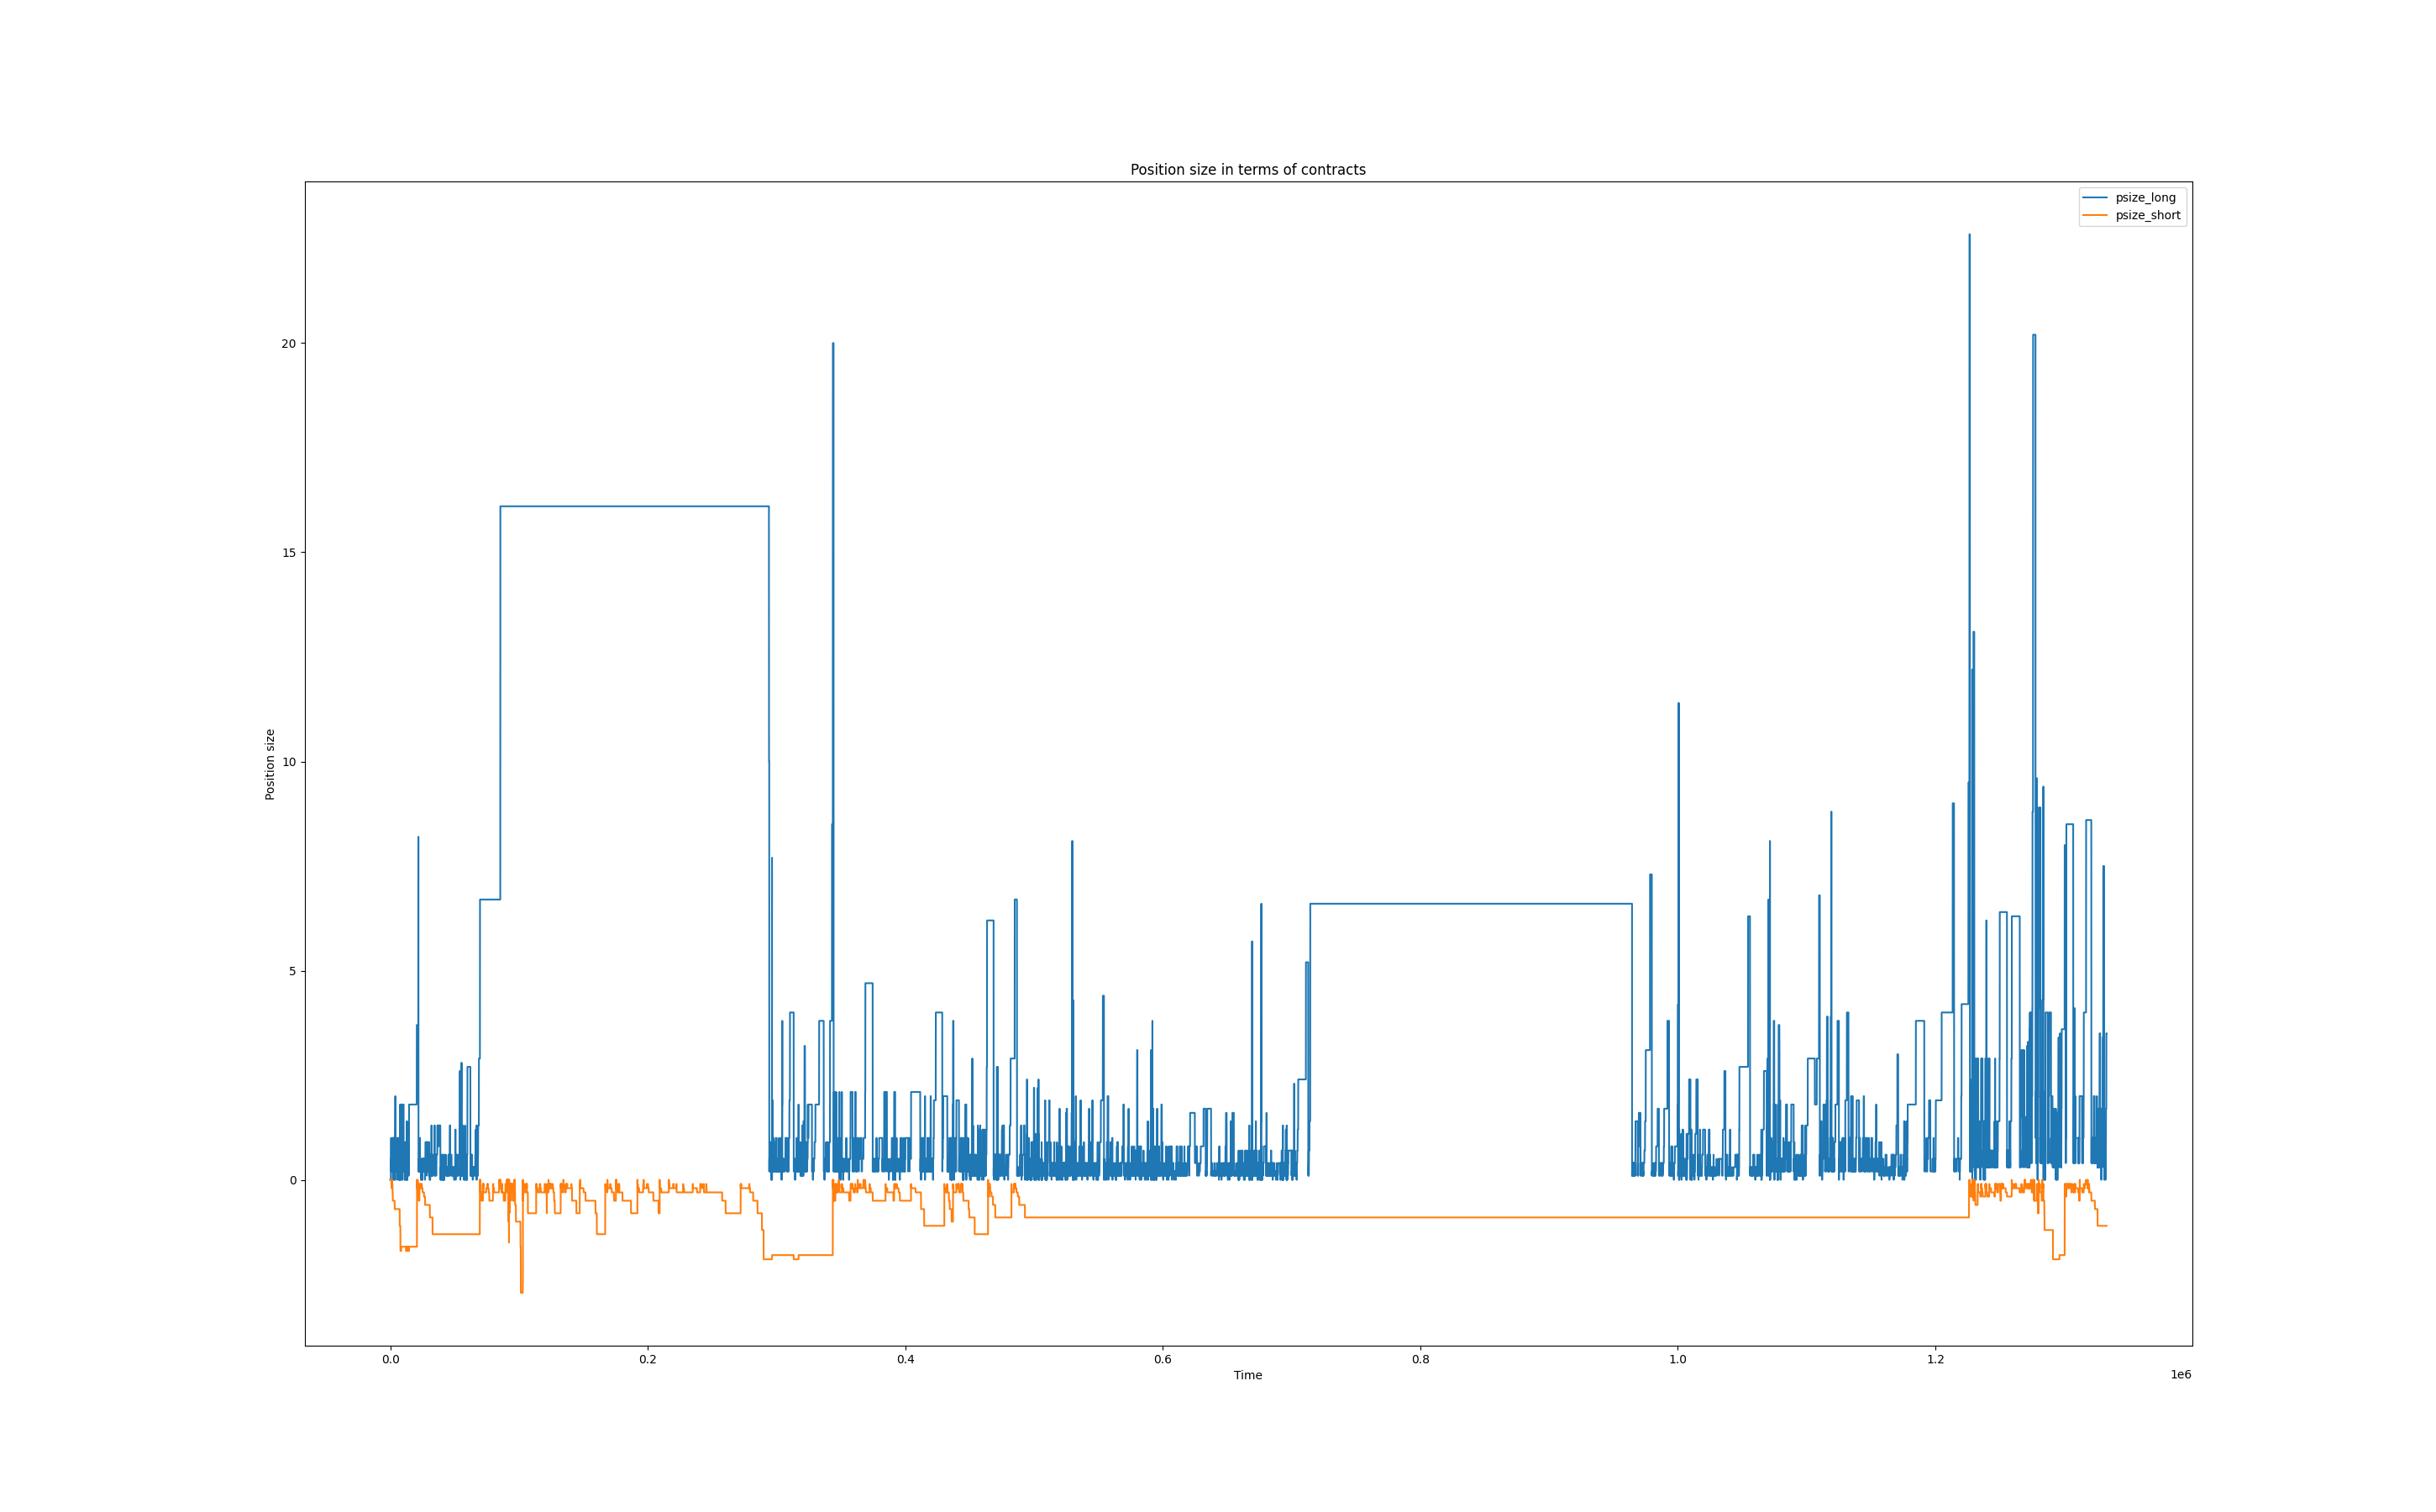 Position size in terms of contracts
psize_long
psize_short
Position size
20
15
10
5
0
0.0 0.2 0.4 0.6 0.8 1.0 1.2
Time
1e6